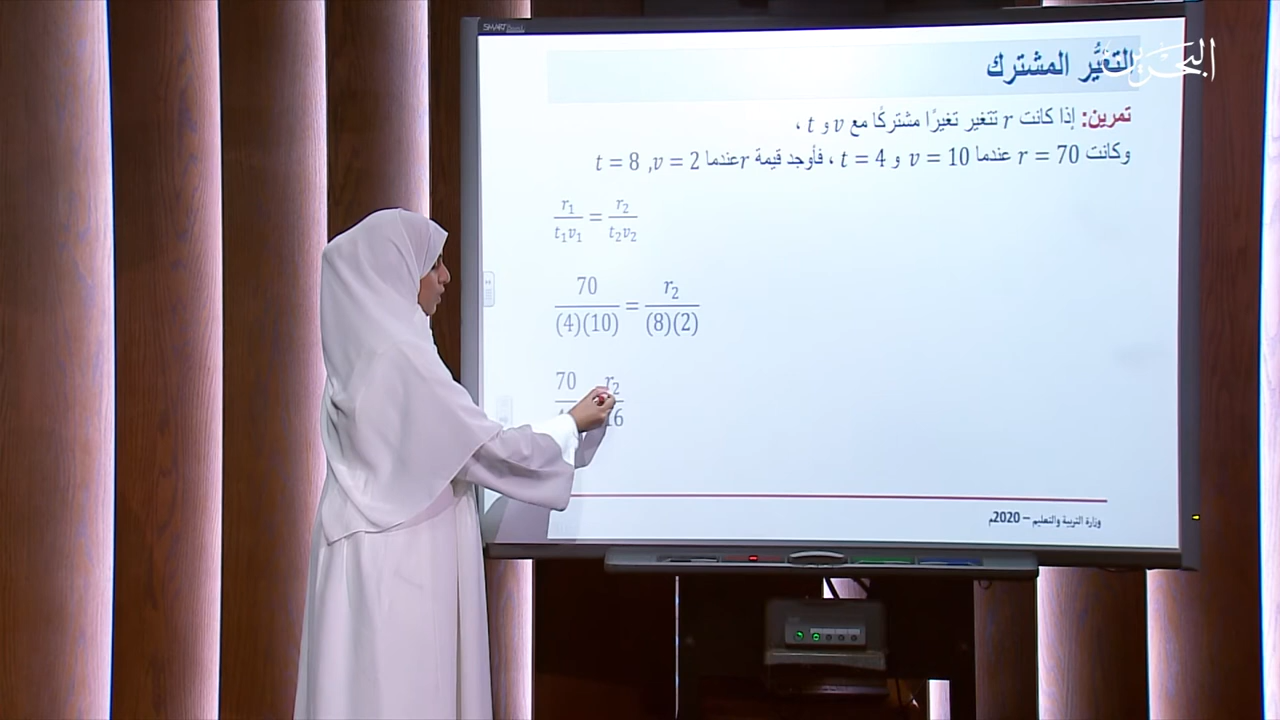 SMART Board
البحرين
التغيُّر المشترك
تمرين: إذا كانت r تتغير تغيرًا مشتركًا مع v و t ،
وكانت r = 70 عندما v = 10 و t = 4 ، فأوجد قيمة r عندما v = 2, t = 8
r₁/t₁v₁ = r₂/t₂v₂
70/(4)(10) = r₂/(8)(2)
70 r₂/16
وزارة التربية والتعليم – 2020م